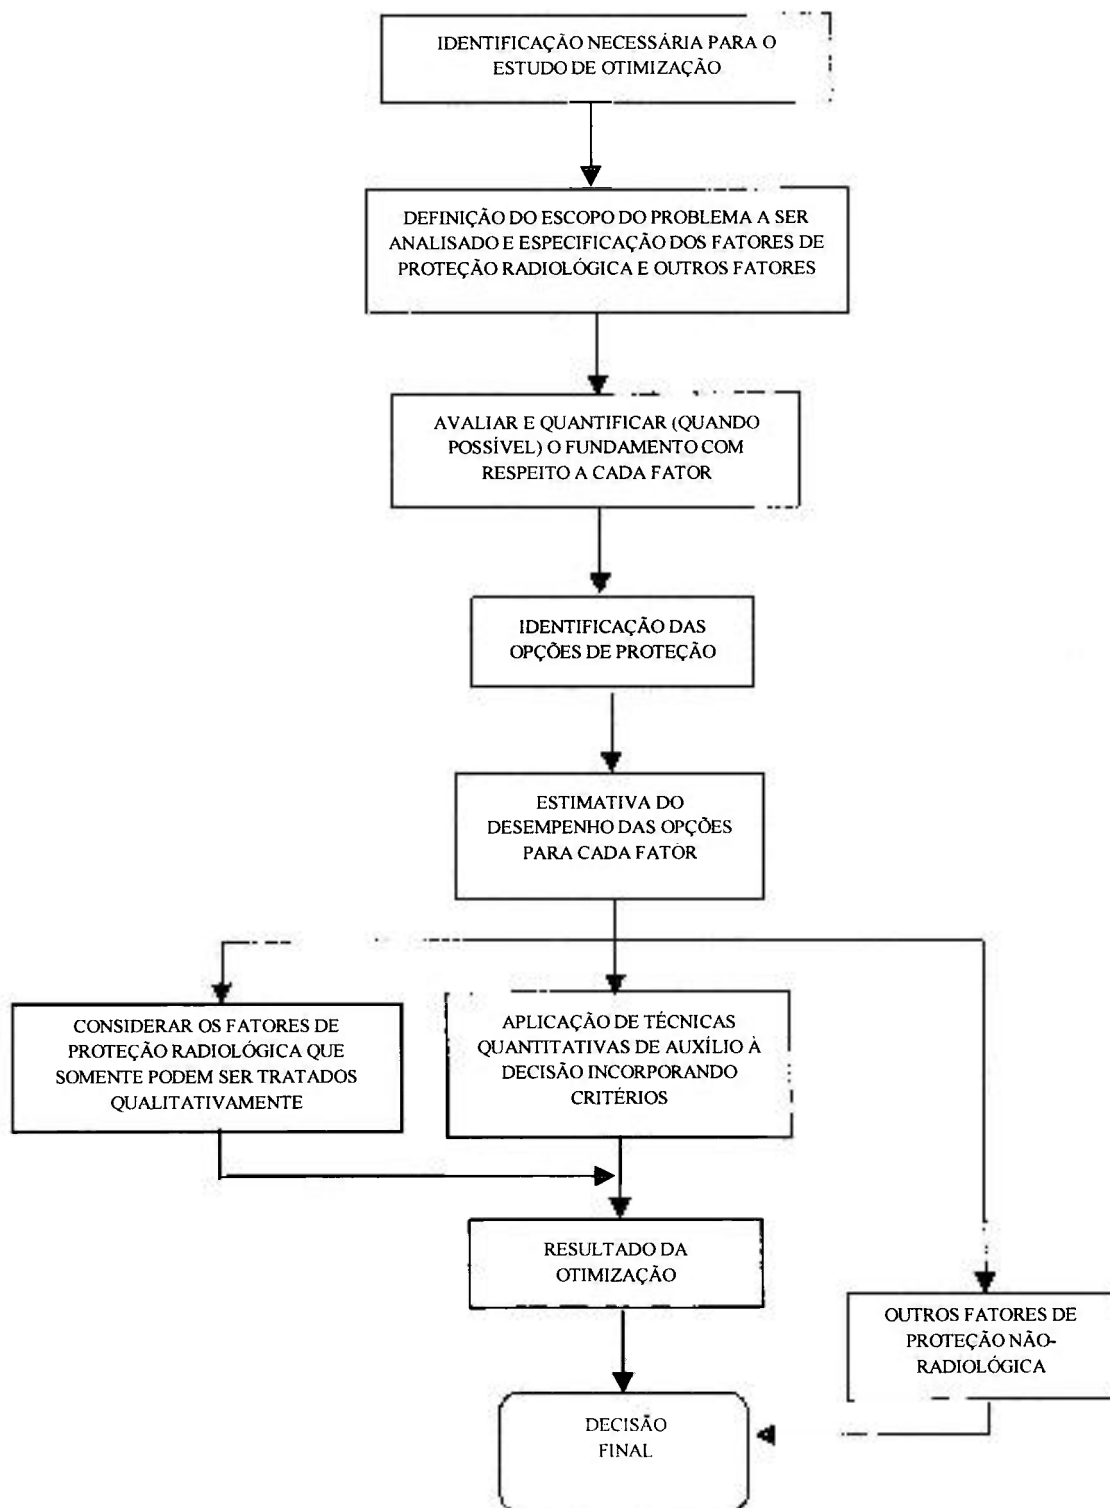 IDENTIFICAÇÃO NECESSÁRIA PARA O
ESTUDO DE OTIMIZAÇÃO
DEFINIÇÃO DO ESCOPO DO PROBLEMA A SER
ANALISADO E ESPECIFICAÇÃO DOS FATORES DE
PROTEÇÃO RADIOLÓGICA E OUTROS FATORES
AVALIAR E QUANTIFICAR (QUANDO
POSSÍVEL) O FUNDAMENTO COM
RESPEITO A CADA FATOR
IDENTIFICAÇÃO DAS
OPÇÕES DE PROTEÇÃO
ESTIMATIVA DO
DESEMPENHO DAS OPÇÕES
PARA CADA FATOR
CONSIDERAR OS FATORES DE
PROTEÇÃO RADIOLÓGICA QUE
SOMENTE PODEM SER TRATADOS
QUALITATIVAMENTE
APLICAÇÃO DE TÉCNICAS
QUANTITATIVAS DE AUXÍLIO À
DECISÃO INCORPORANDO
CRITÉRIOS
RESULTADO DA
OTIMIZAÇÃO
OUTROS FATORES DE
PROTEÇÃO NÃO-
RADIOLÓGICA
DECISÃO
FINAL